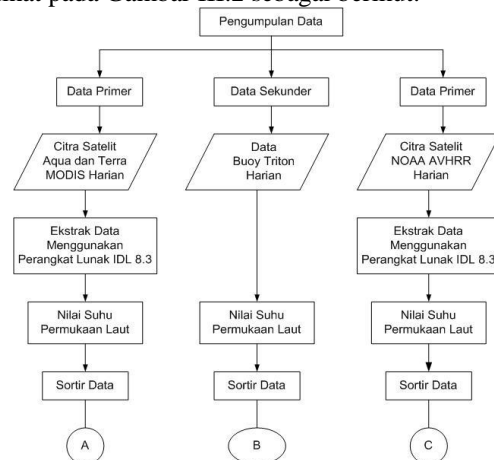 Pengumpulan Data
Data Primer
Data Sekunder
Data Primer
Citra Satelit
Aqua dan Terra
MODIS Harian
Data
Buoy Triton
Harian
Citra Satelit
NOAA AVHRR
Harian
Ekstrak Data
Menggunakan
Perangkat Lunak IDL 8.3
Ekstrak Data
Menggunakan
Perangkat Lunak IDL 8.3
Nilai Suhu
Permukaan Laut
Nilai Suhu
Permukaan Laut
Nilai Suhu
Permukaan Laut
Sortir Data
Sortir Data
Sortir Data
A
B
C